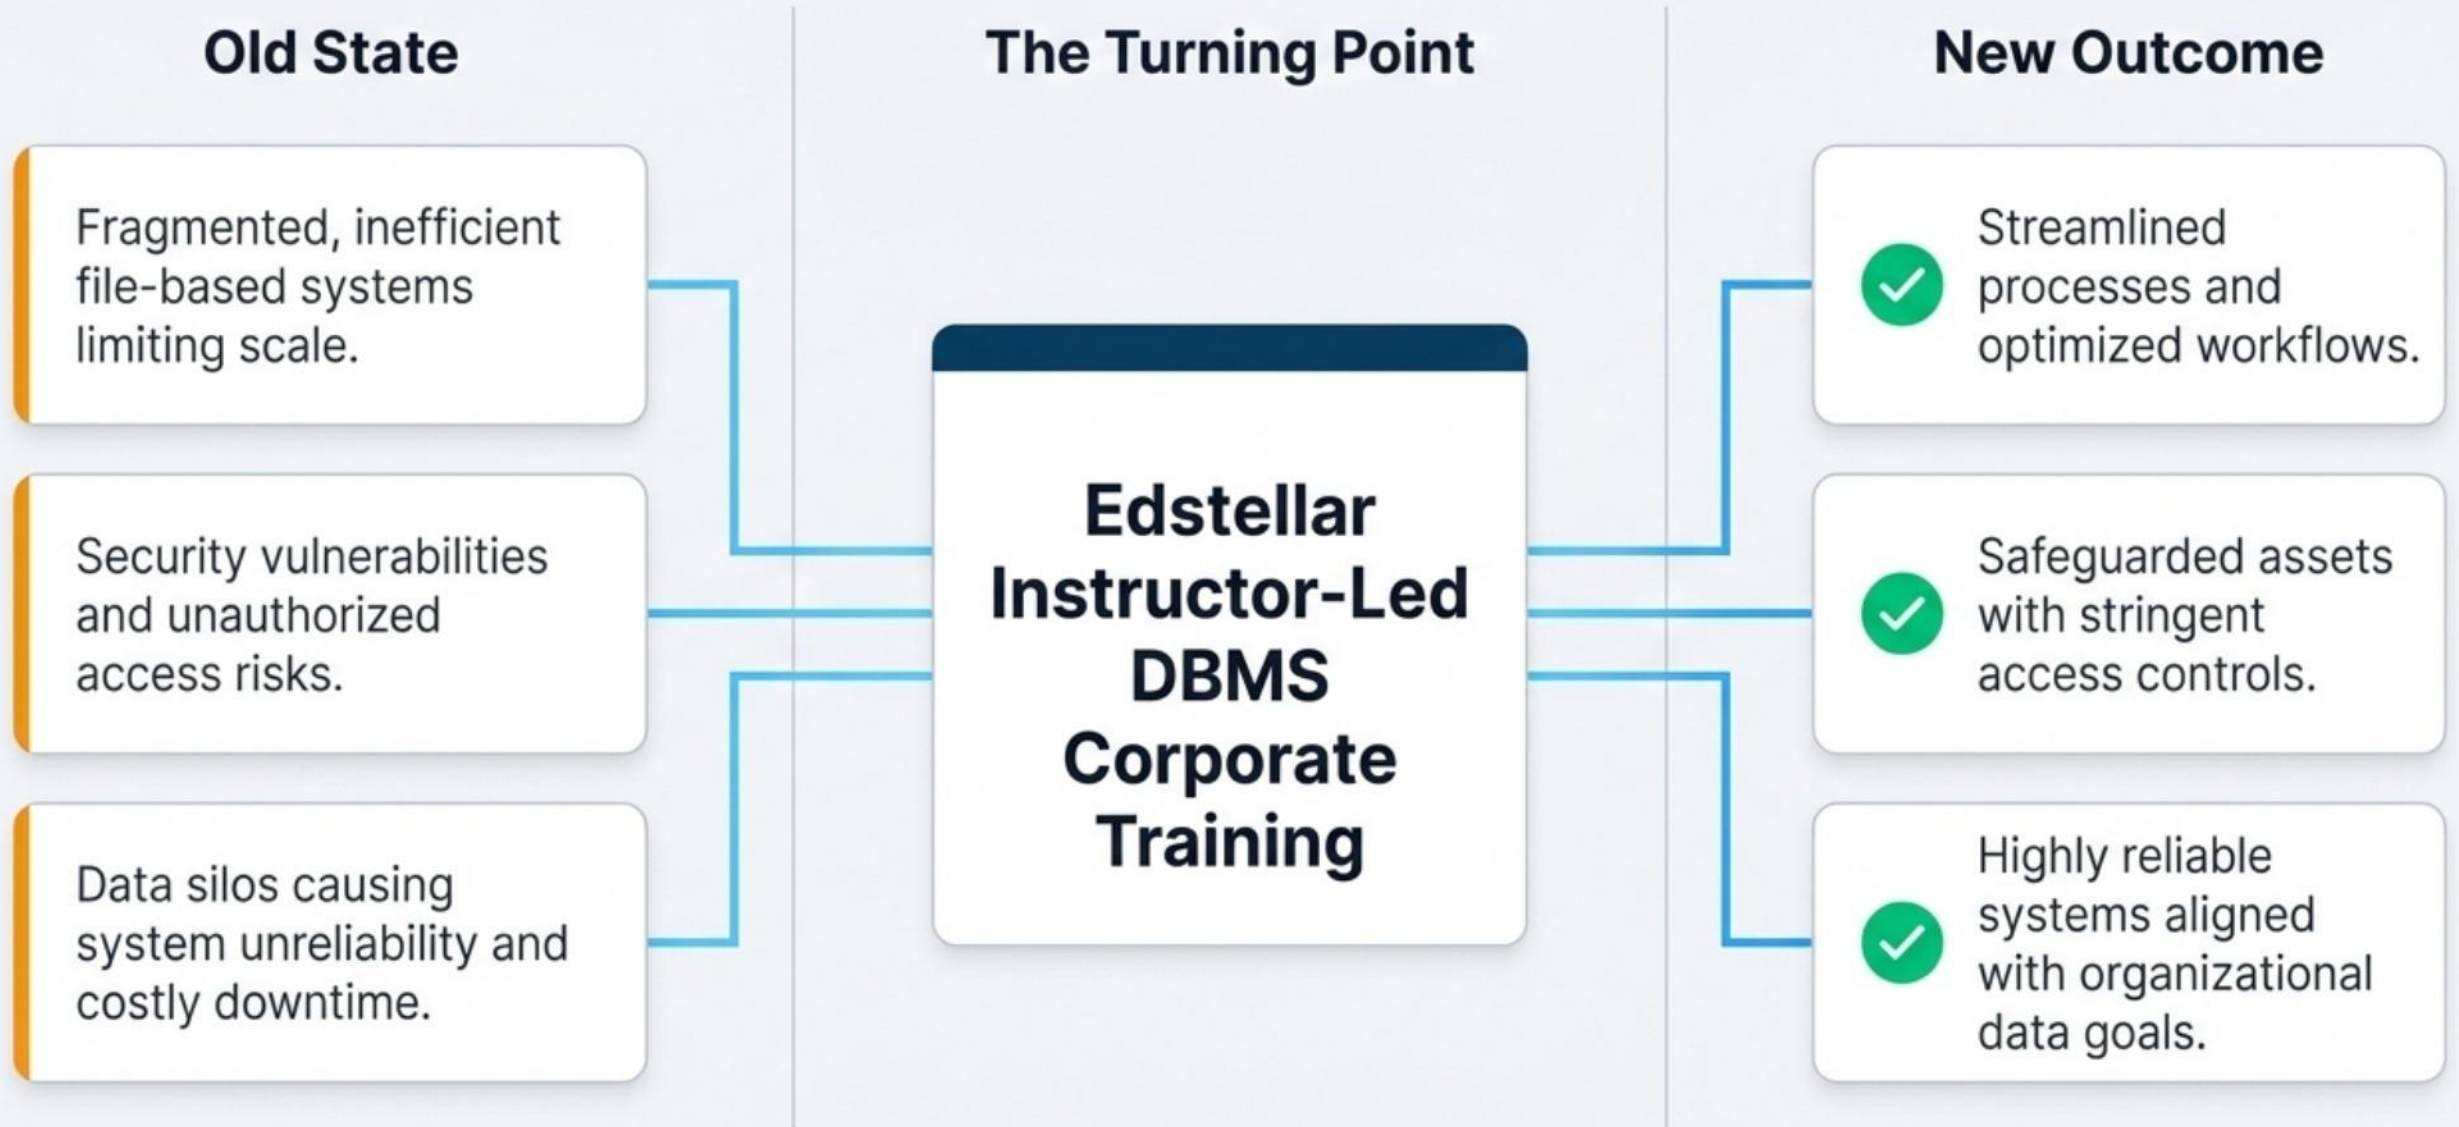 Old State
Fragmented, inefficient
file-based systems
limiting scale.
Security vulnerabilities
and unauthorized
access risks.
Data silos causing
system unreliability and
costly downtime.
The Turning Point
Edstellar
Instructor-Led
DBMS
Corporate
Training
New Outcome
Streamlined
processes and
optimized workflows.
Safeguarded assets
with stringent
access controls.
Highly reliable
systems aligned
with organizational
data goals.